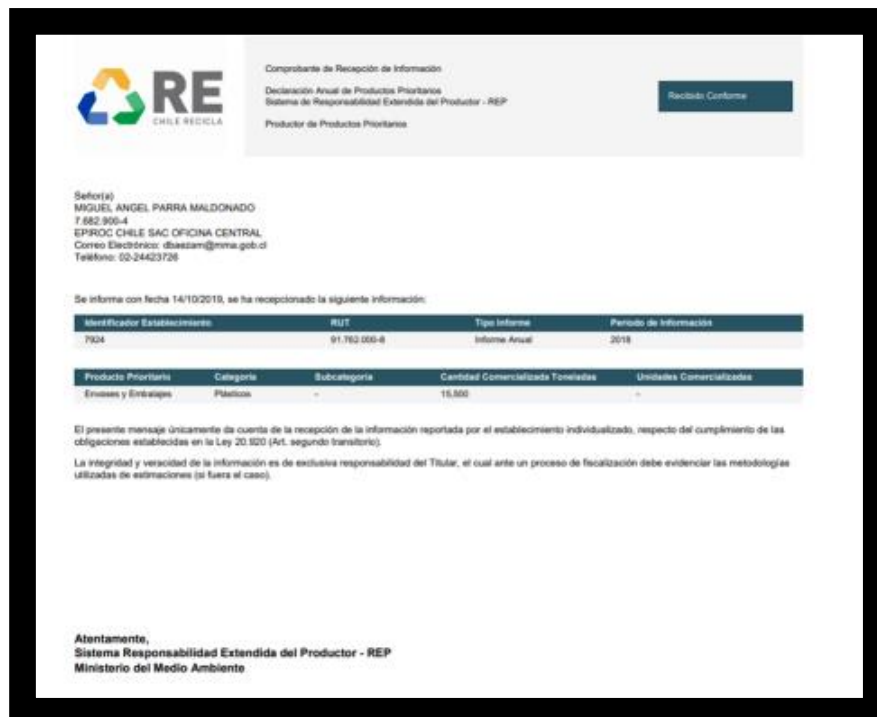 RE
CHILE RECICLA
Comprobante de Recepción de Información
Declaración Anual de Productos Prioritarios
Sistema de Responsabilidad Extendida del Productor - REP
Productor de Productos Prioritarios
Recibido Conforme
Señor(a)
MIGUEL ANGEL PARRA MALDONADO
7.682.900-4
EPIROC CHILE SAC OFICINA CENTRAL
Correo Electrónico: dbaezam@mma.gob.cl
Teléfono: 02-24423726
Se informa con fecha 14/10/2019, se ha recepcionado la siguiente información:
Identificador Establecimiento RUT Tipo Informe Periodo de Información
7924 91.762.000-8 Informe Anual 2018
Producto Prioritario Categoría Subcategoría Cantidad Comercializada Toneladas Unidades Comercializadas
Envases y Embalajes Plásticos - 15,500 -
El presente mensaje únicamente da cuenta de la recepción de la información reportada por el establecimiento individualizado, respecto del cumplimiento de las
obligaciones establecidas en la Ley 20.920 (Art. segundo transitorio).
La integridad y veracidad de la información es de exclusiva responsabilidad del Titular, el cual ante un proceso de fiscalización debe evidenciar las metodologías
utilizadas de estimaciones (si fuera el caso).
Atentamente,
Sistema Responsabilidad Extendida del Productor - REP
Ministerio del Medio Ambiente